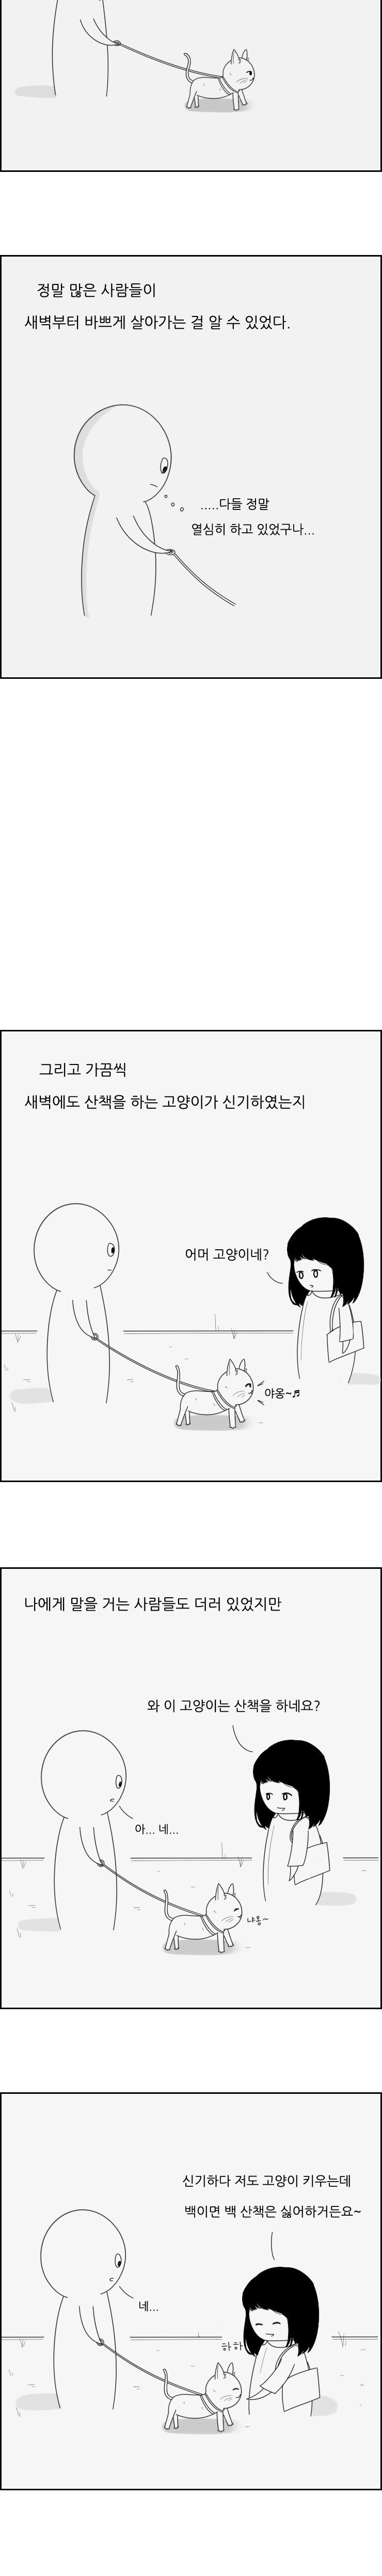 정말 많은 사람들이
새벽부터 바쁘게 살아가는 걸 알 수 있었다.
.....다들 정말
열심히 하고 있었구나...
그리고 가끔씩
새벽에도 산책을 하는 고양이가 신기하였는지
어머 고양이네?
야옹~♬
나에게 말을 거는 사람들도 더러 있었지만
와 이 고양이는 산책을 하네요?
아... 네...
냐옹~
신기하다 저도 고양이 키우는데
백이면 백 산책은 싫어하거든요~
네...
하하